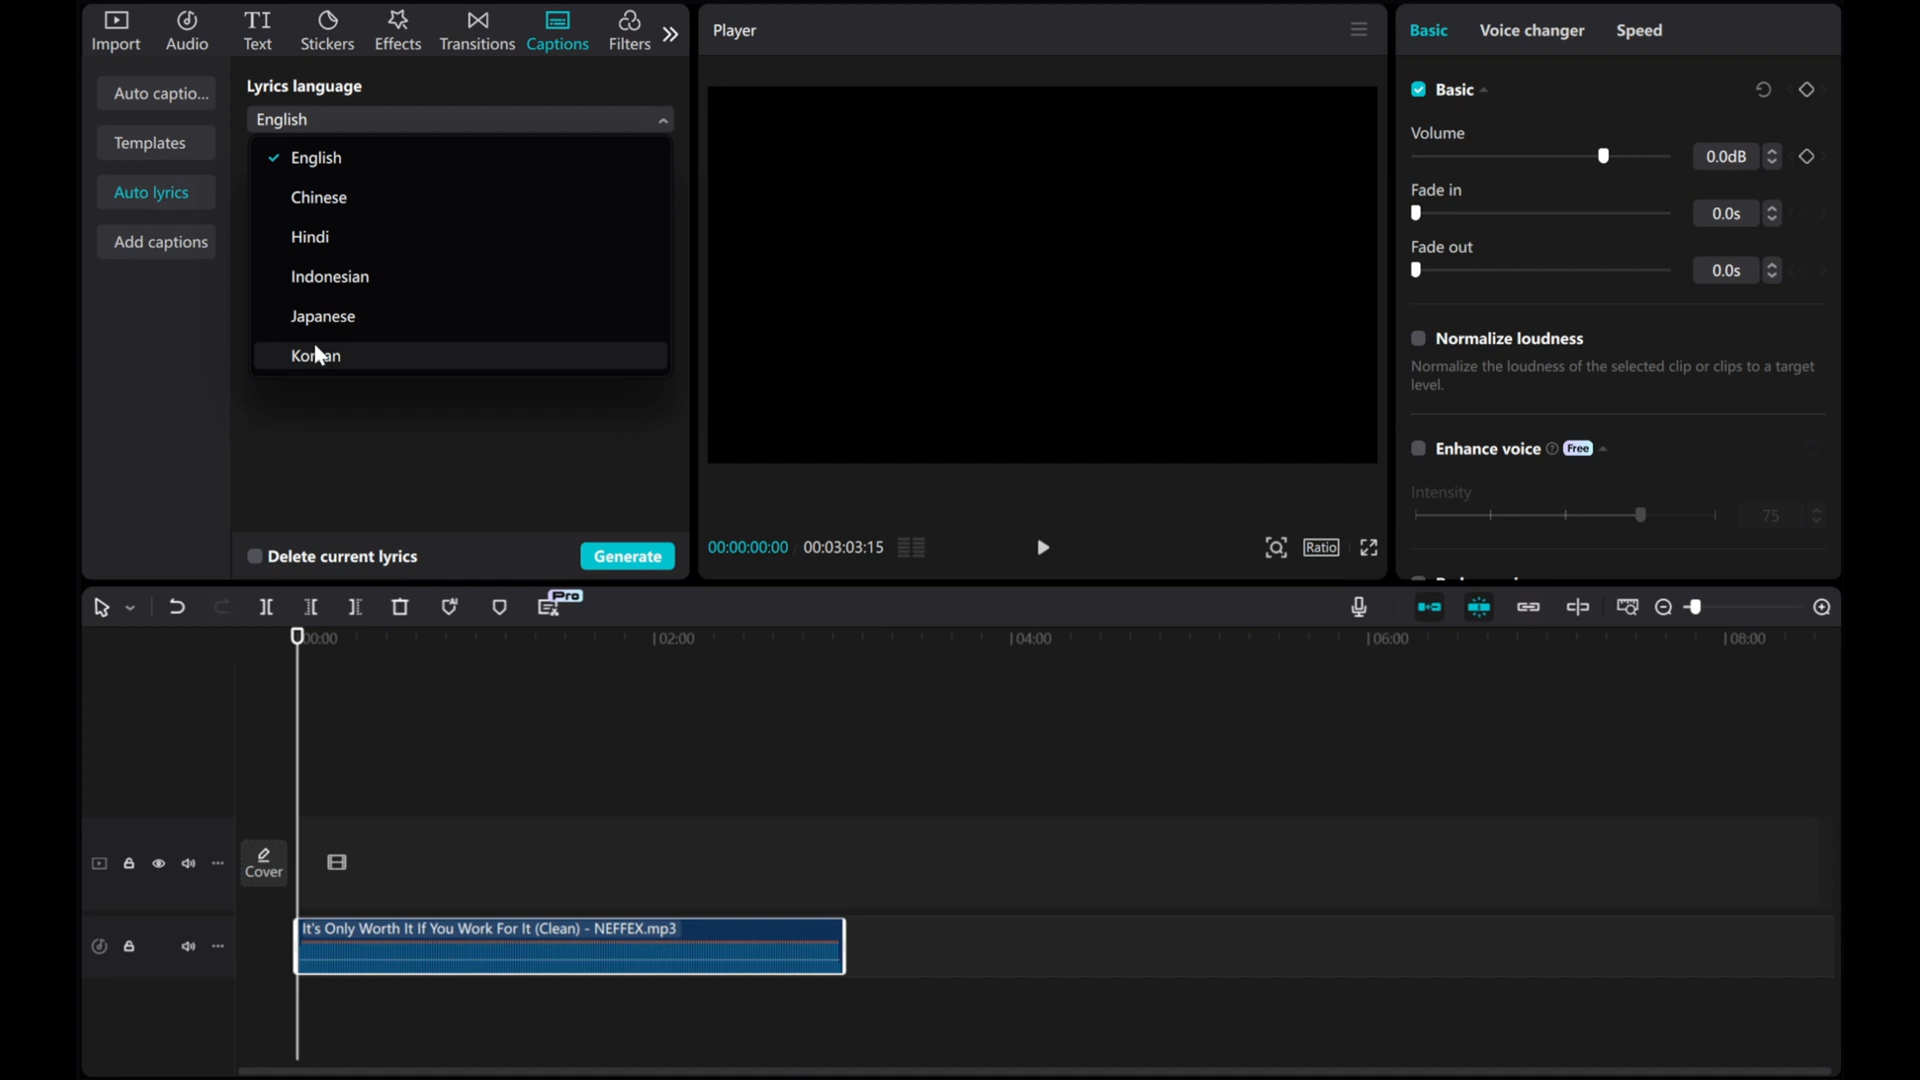 Import Audio Text Stickers Effects Transitions Captions Filters
Auto captio...
Templates
Auto lyrics
Add captions
Lyrics language
English
English
Chinese
Hindi
Indonesian
Japanese
Delete current lyrics Generate
Player
00:00:00:00 00:03:03:15 Ratio
Basic Voice changer Speed
Basic
Volume
0.0dB
Fade in
0.0s
Fade out
0.0s
Normalize loudness
Normalize the loudness of the selected clip or clips to a target
level.
Enhance voice Free
Intensity
75
Pro
00:00 02:00 04:00 06:00 08:00
Cover
It's Only Worth It If You Work For It (Clean) - NEFFEX.mp3